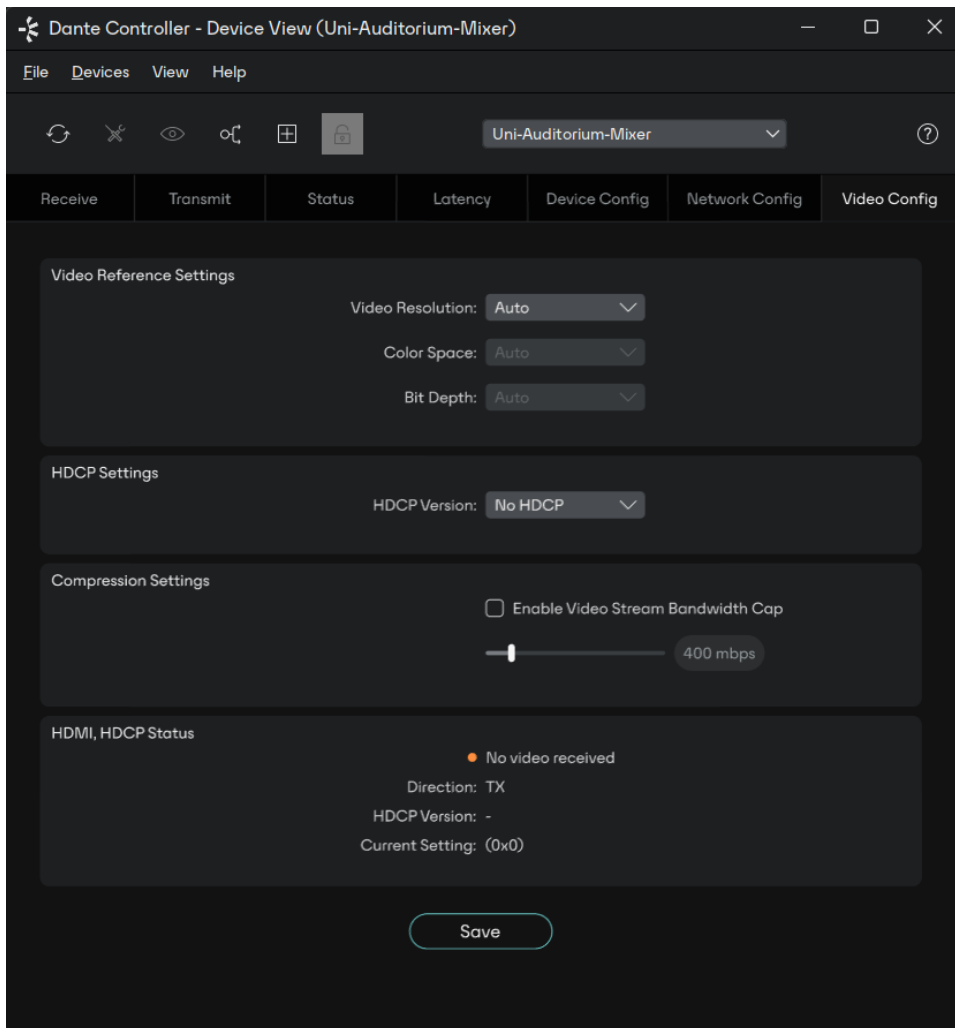 Dante Controller - Device View (Uni-Auditorium-Mixer)
File Devices View Help
Uni-Auditorium-Mixer
Receive Transmit Status Latency Device Config Network Config Video Config
Video Reference Settings
Video Resolution: Auto
Color Space: Auto
Bit Depth: Auto
HDCP Settings
HDCP Version: No HDCP
Compression Settings
Enable Video Stream Bandwidth Cap
400 mbps
HDMI, HDCP Status
No video received
Direction: TX
HDCP Version: -
Current Setting: (0x0)
Save